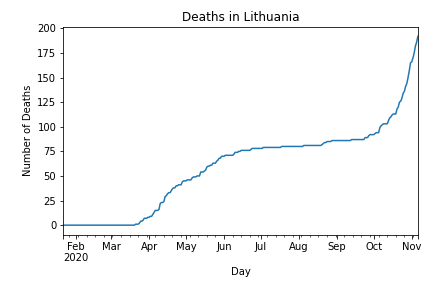 Deaths in Lithuania
200
175
150
125
100
75
50
25
0
Number of Deaths
Feb Mar Apr May Jun Jul Aug Sep Oct Nov
2020
Day